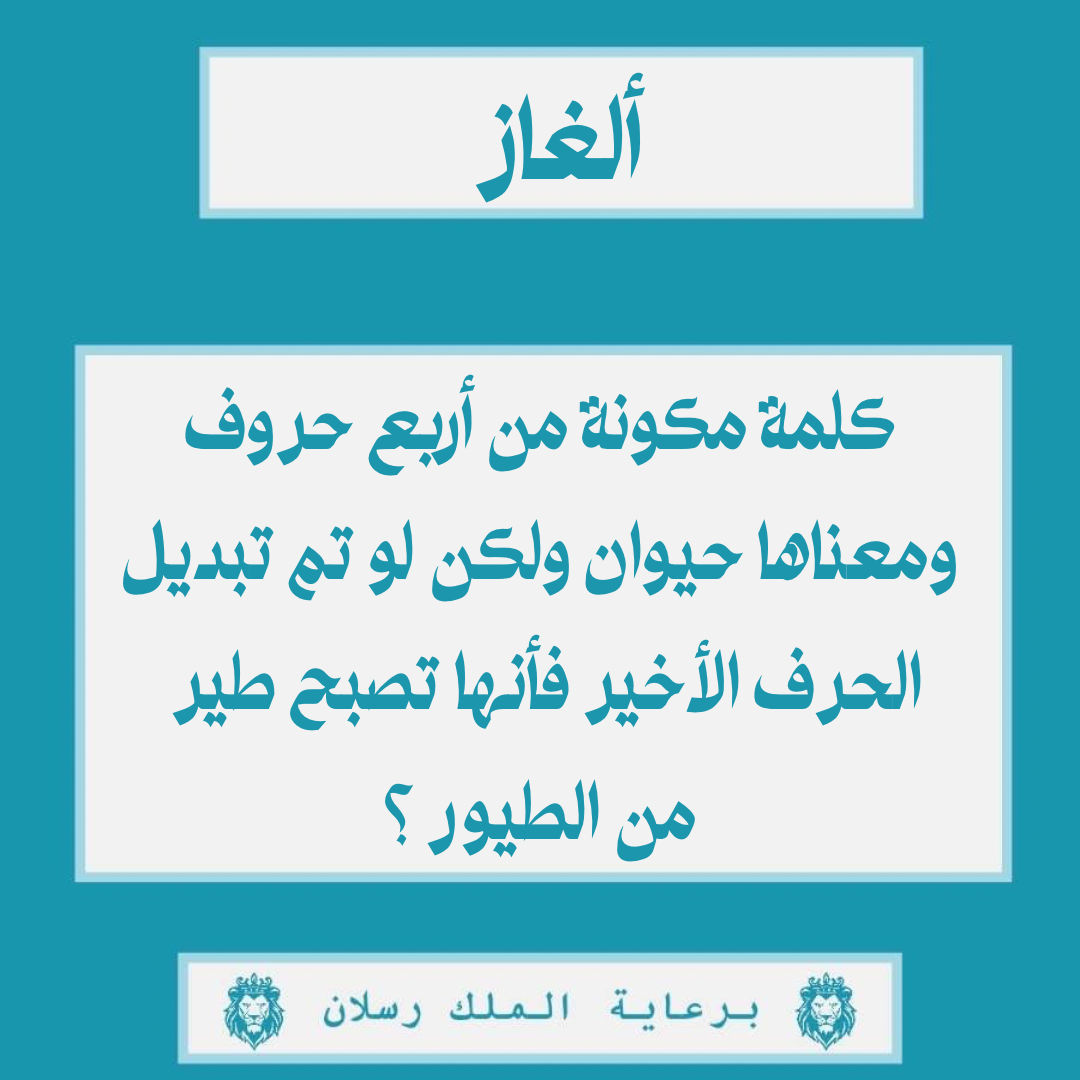 ألغاز
كلمة مكونة من أربع حروف
ومعناها حيوان ولكن لو تم تبديل
الحرف الأخير فأنها تصبح طير
من الطيور ؟
برعاية الملك رسلان